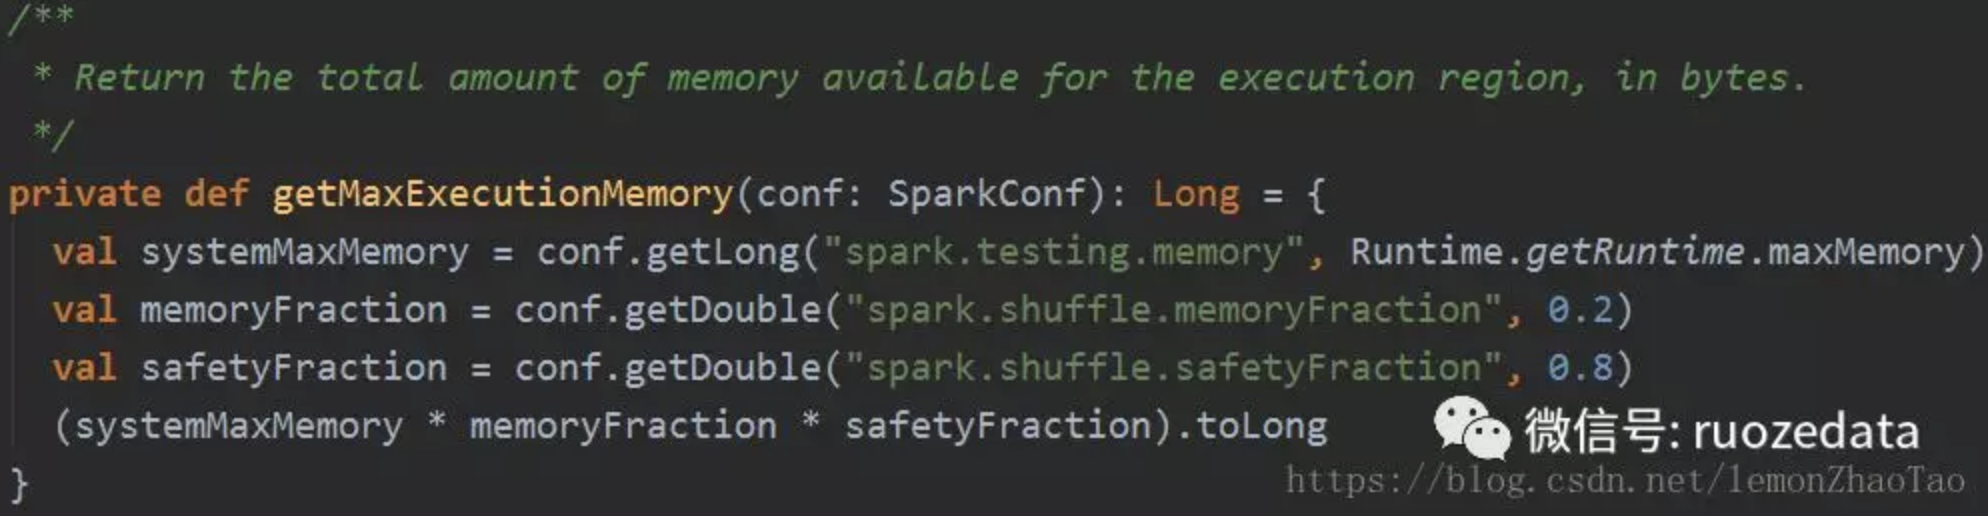 /**
 * Return the total amount of memory available for the execution region, in bytes.
 */
private def getMaxExecutionMemory(conf: SparkConf): Long = {
  val systemMaxMemory = conf.getLong("spark.testing.memory", Runtime.getRuntime.maxMemory)
  val memoryFraction = conf.getDouble("spark.shuffle.memoryFraction", 0.2)
  val safetyFraction = conf.getDouble("spark.shuffle.safetyFraction", 0.8)
  (systemMaxMemory * memoryFraction * safetyFraction).toLong
微信号: ruozedata
https://blog.csdn.net/lemonZhaoTao
}